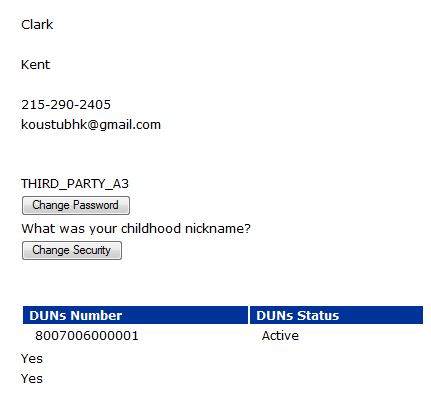 Clark
Kent
215-290-2405
koustubhk@gmail.com
THIRD_PARTY_A3
Change Password
What was your childhood nickname?
Change Security
DUNs Number DUNs Status
8007006000001 Active
Yes
Yes